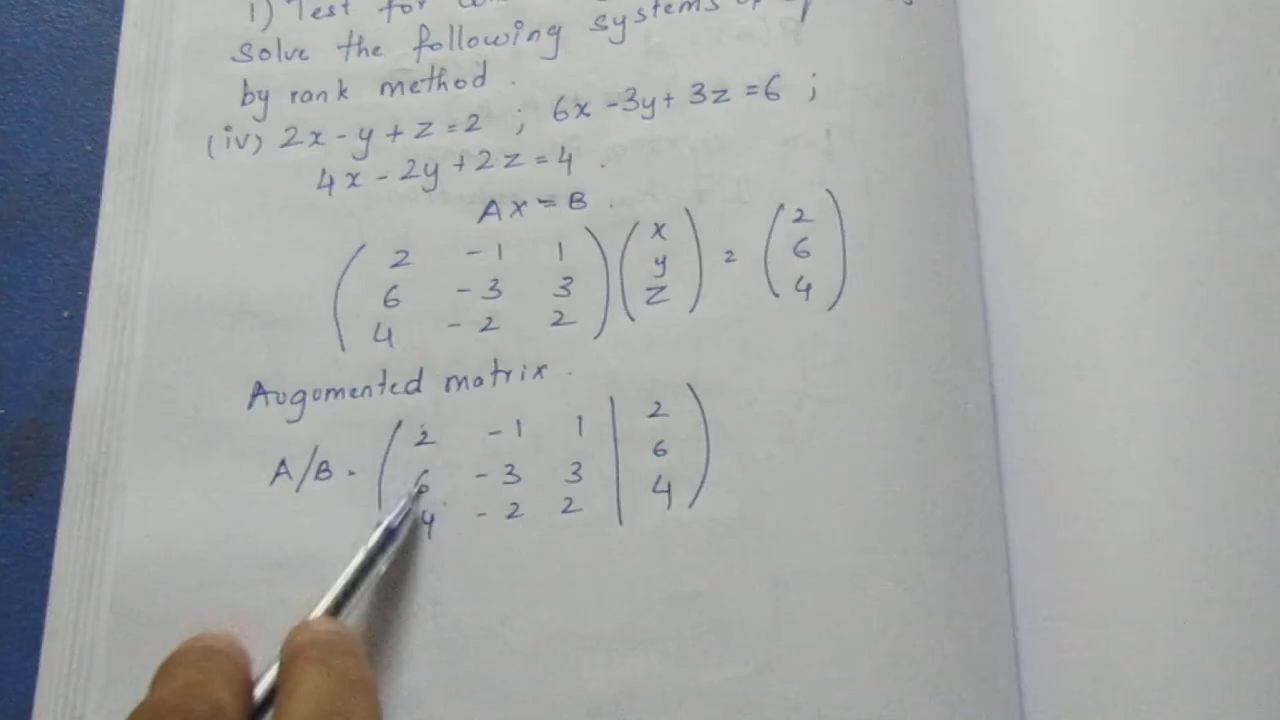 1) Test for
solve the following systems of
by rank method.
(iv) 2x - y + z = 2 ; 6x - 3y + 3z = 6 ;
4x - 2y + 2z = 4 .
AX = B .
2 -1 1 x 2
6 -3 3 y = 6
4 -2 2 z 4
Augomented matrix .
2 -1 1 | 2
A/B = 6 -3 3 | 6
4 -2 2 | 4